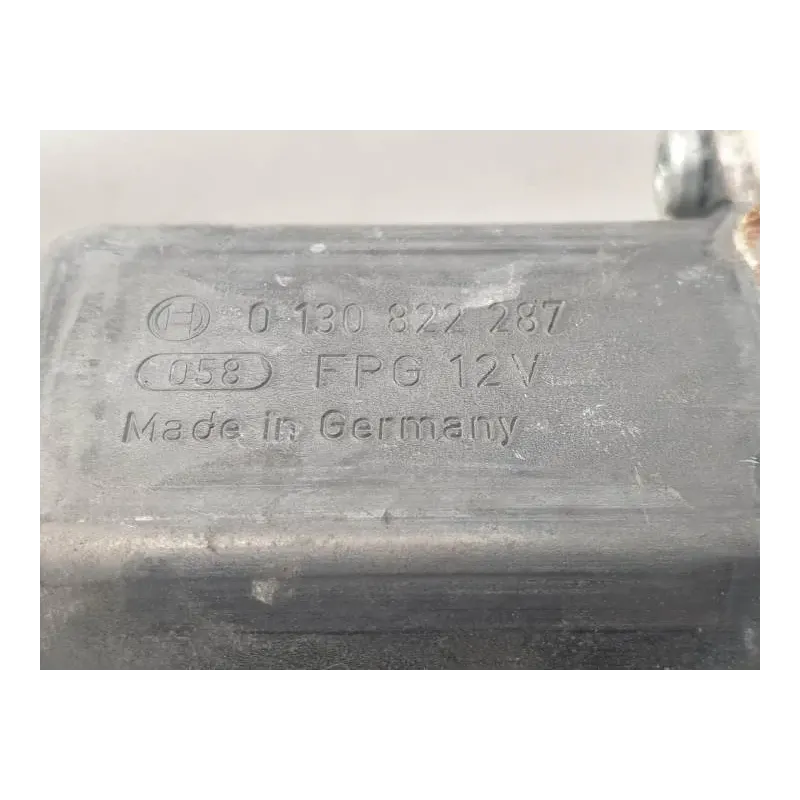 0 130 822 287
058 FPG 12V
Made in Germany